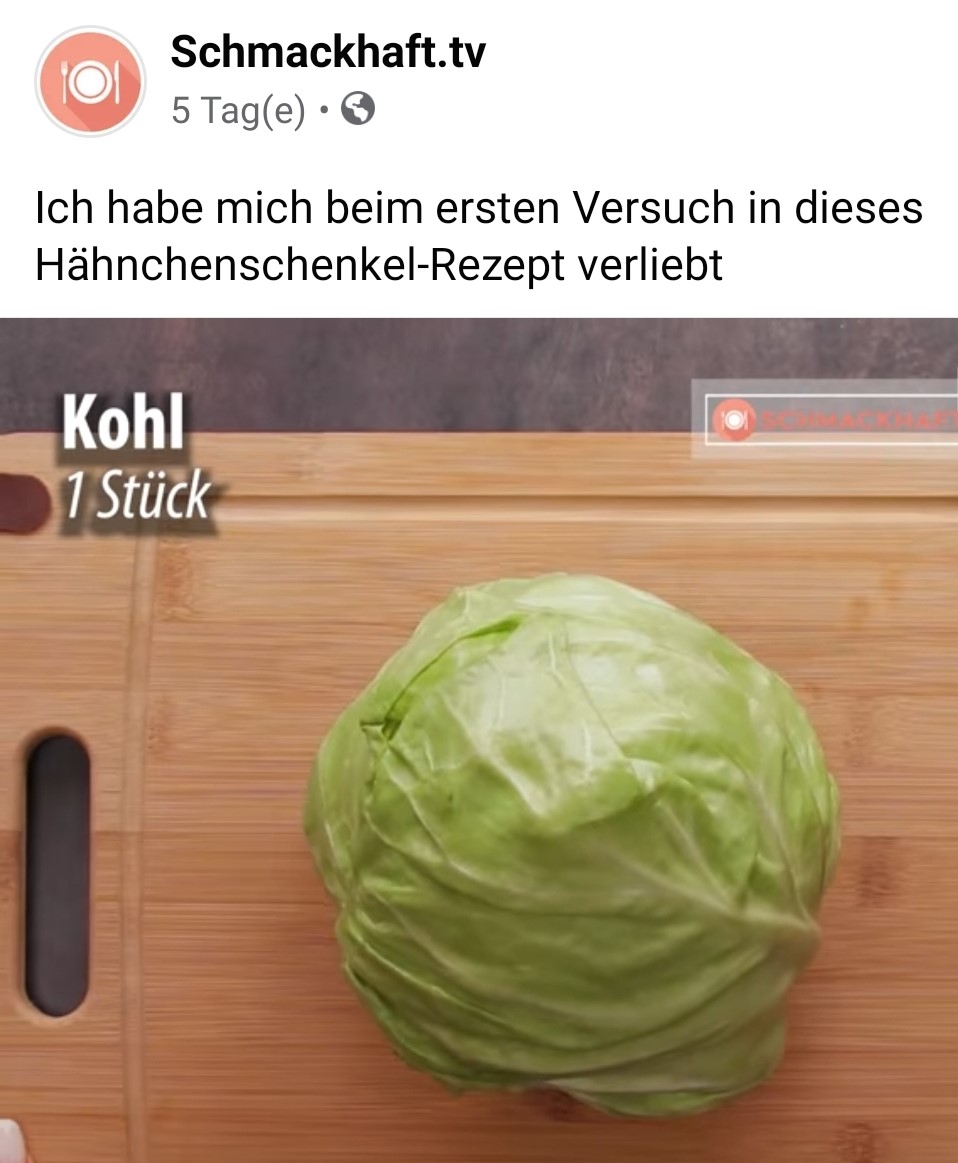 Schmackhaft.tv
5 Tag(e) •
Ich habe mich beim ersten Versuch in dieses
Hähnchenschenkel-Rezept verliebt
Kohl
1 Stück
SCHMACKHAFT